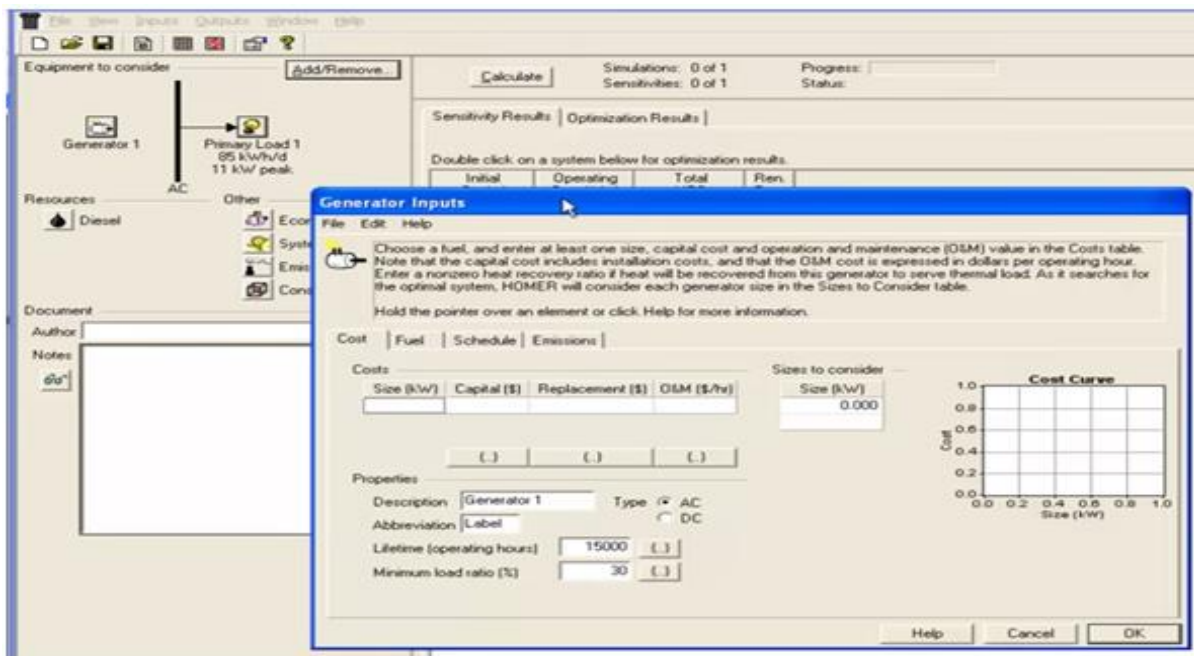 File View Inputs Outputs Window Help
Equipment to consider
Add/Remove...
Calculate
Simulations: 0 of 1
Progress:
Sensitivities: 0 of 1
Status:
Generator 1
Primary Load 1
85 kWh/d
11 kW peak
AC
Sensitivity Results
Optimization Results
Double click on a system below for optimization results.
Initial
Operating
Total
Ren.
Resources
Other
Diesel
Econ
Syste
Emis
Cons
Document
Author
Notes
Generator Inputs
File Edit Help
Choose a fuel, and enter at least one size, capital cost and operation and maintenance (O&M) value in the Costs table.
Note that the capital cost includes installation costs, and that the O&M cost is expressed in dollars per operating hour.
Enter a nonzero heat recovery ratio if heat will be recovered from this generator to serve thermal load. As it searches for
the optimal system, HOMER will consider each generator size in the Sizes to Consider table.
Hold the pointer over an element or click Help for more information.
Cost
Fuel
Schedule
Emissions
Costs
Size (kW) Capital ($) Replacement ($) O&M ($/hr)
{..} {..} {..}
Sizes to consider
Size (kW)
0.000
Cost Curve
1.0
0.8
0.6
0.4
0.2
0.0
Cost
0.0 0.2 0.4 0.6 0.8 1.0
Size (kW)
Properties
Description Generator 1
Type AC
DC
Abbreviation Label
Lifetime (operating hours) 15000 {..}
Minimum load ratio (%) 30 {..}
Help
Cancel
OK